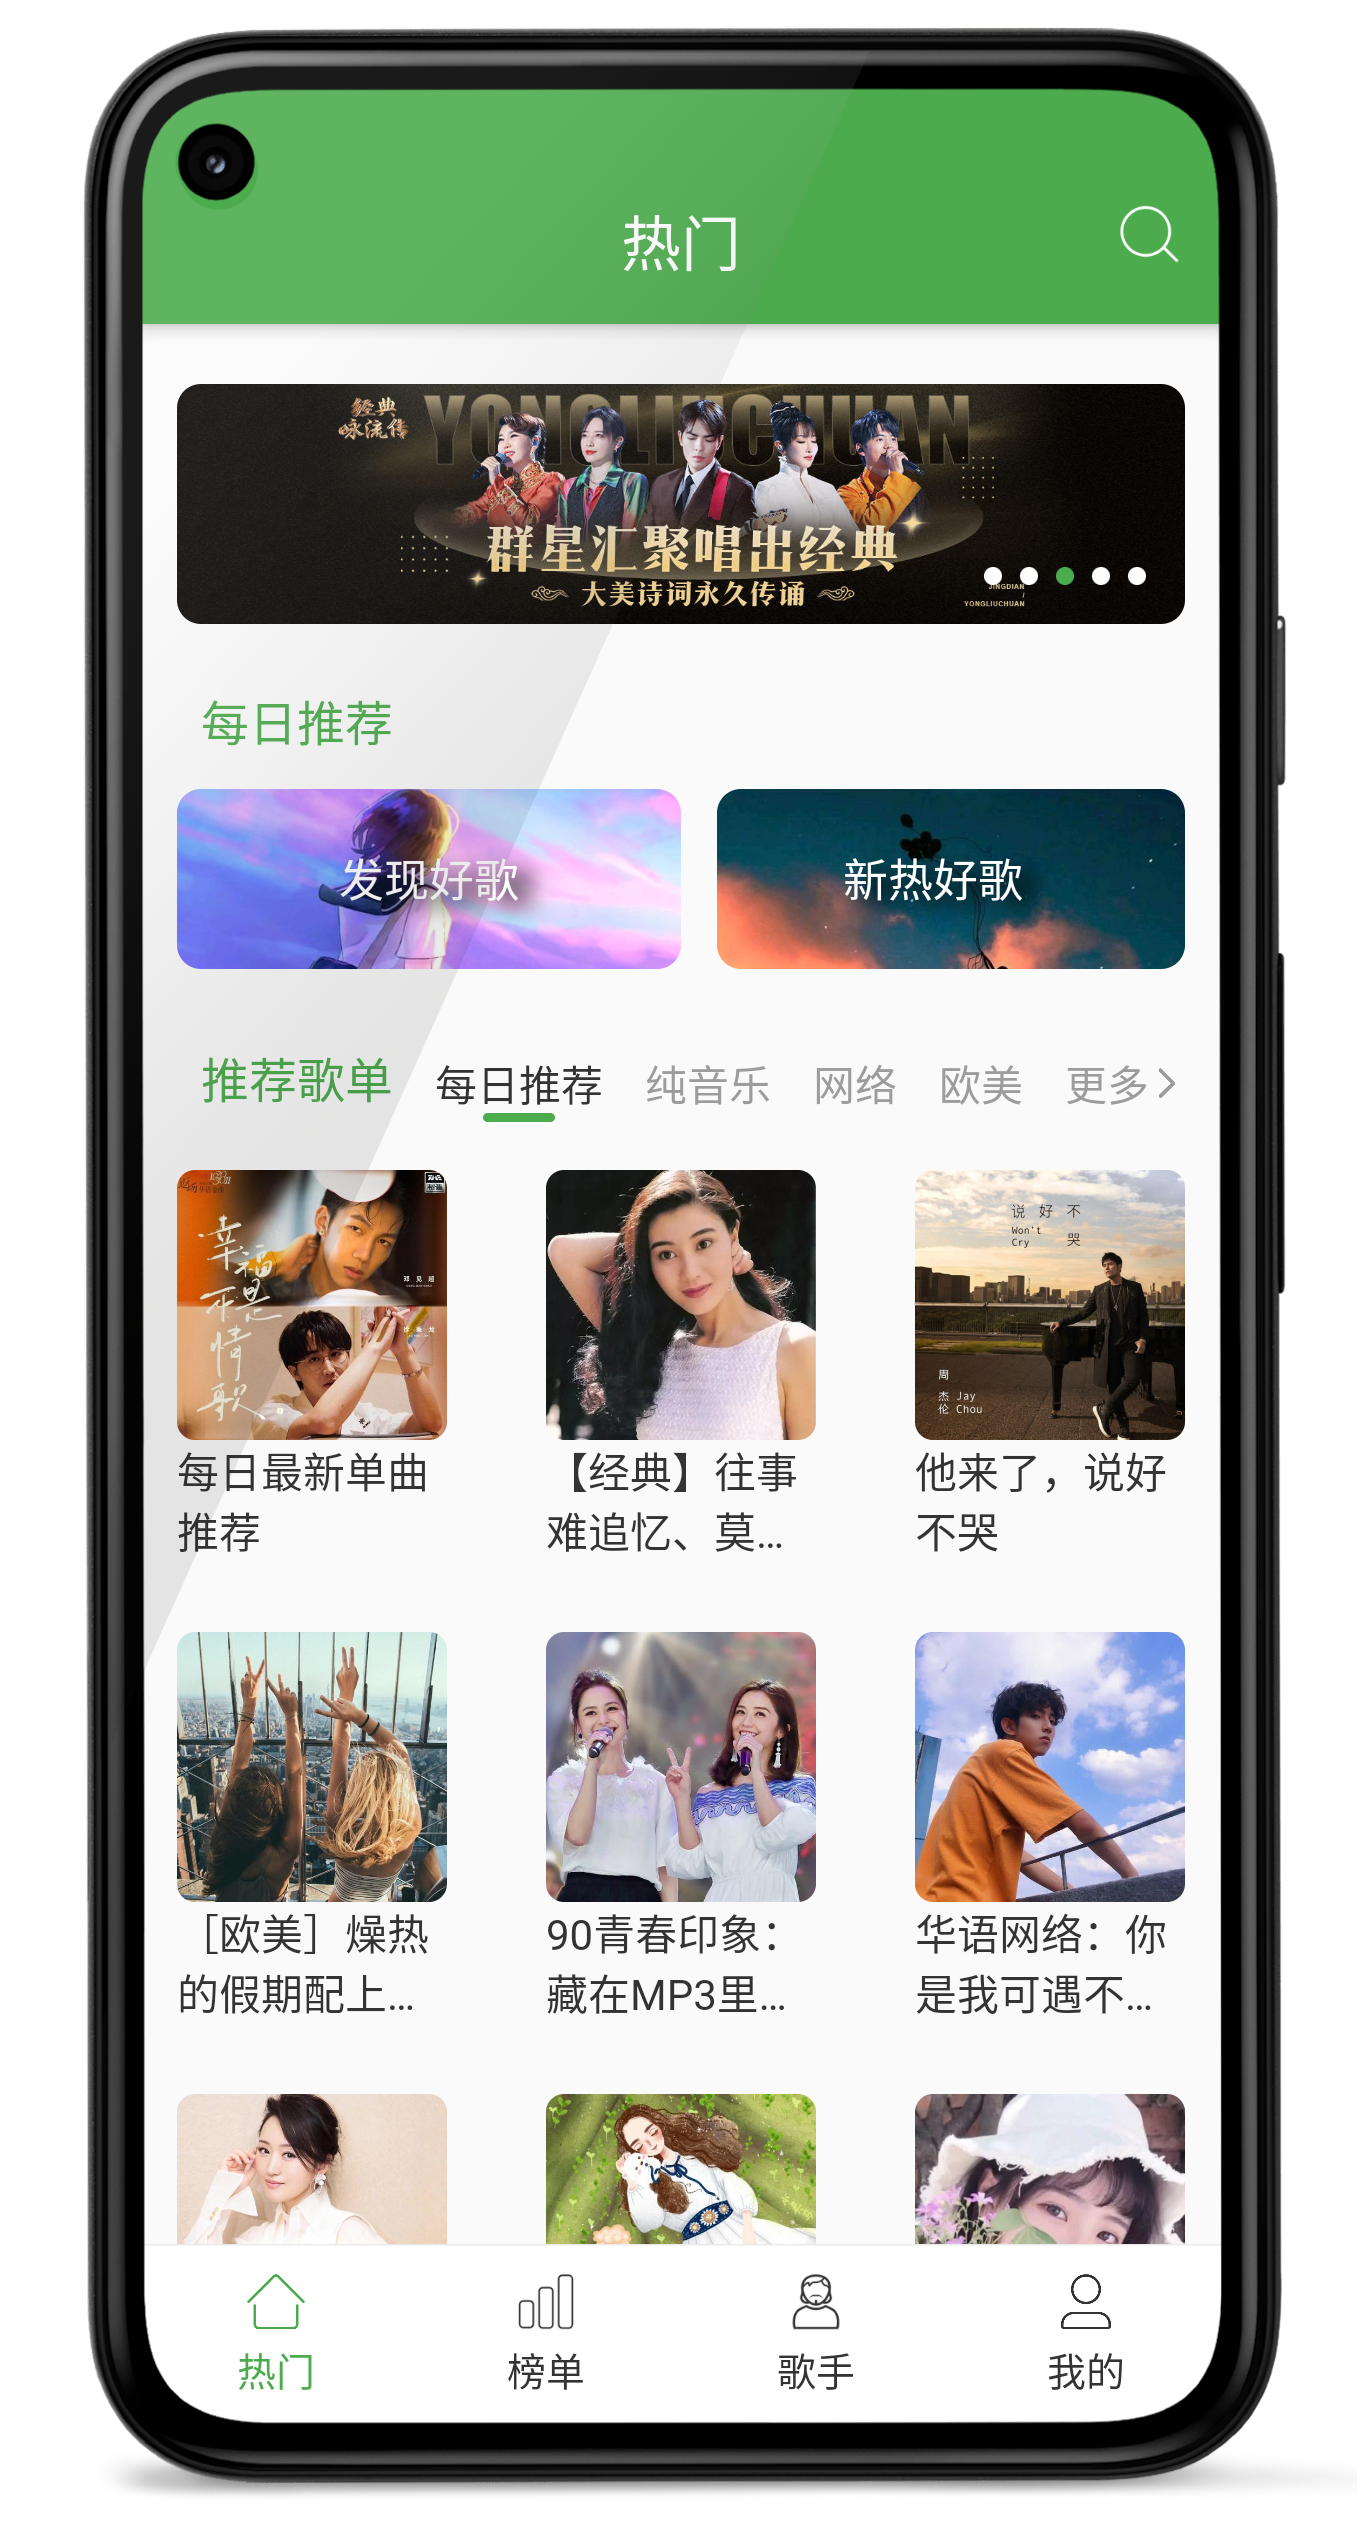 热门
经典
咏流传
YONGLIUCHUAN
群星汇聚唱出经典
大美诗词永久传诵
JINGDIAN
/
YONGLIUCHUAN
每日推荐
发现好歌
新热好歌
推荐歌单 每日推荐 纯音乐 网络 欧美 更多
幸福
不是
情歌
说好不
Won't
Cry
哭
周
杰 Jay
伦 Chou
每日最新单曲
推荐
【经典】往事
难追忆、莫...
他来了，说好
不哭
［欧美］燥热
的假期配上...
90青春印象：
藏在MP3里...
华语网络：你
是我可遇不...
热门
榜单
歌手
我的